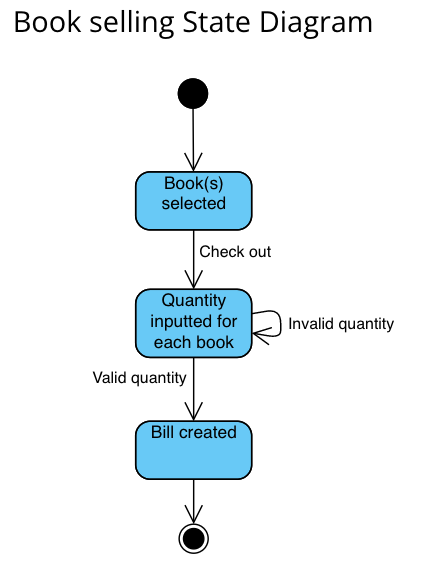 Book selling State Diagram
Book(s)
selected
Check out
Quantity
inputted for
each book
Invalid quantity
Valid quantity
Bill created